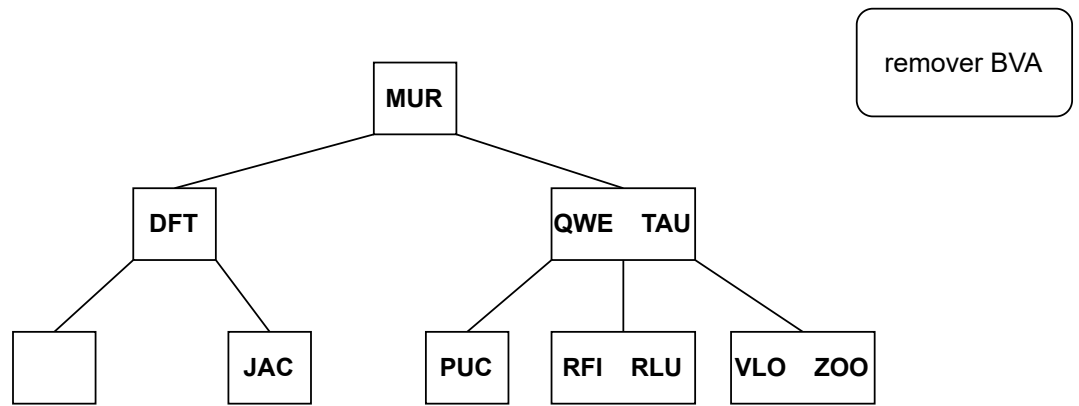 remover BVA
MUR
DFT
QWE TAU
JAC
PUC
RFI RLU
VLO ZOO